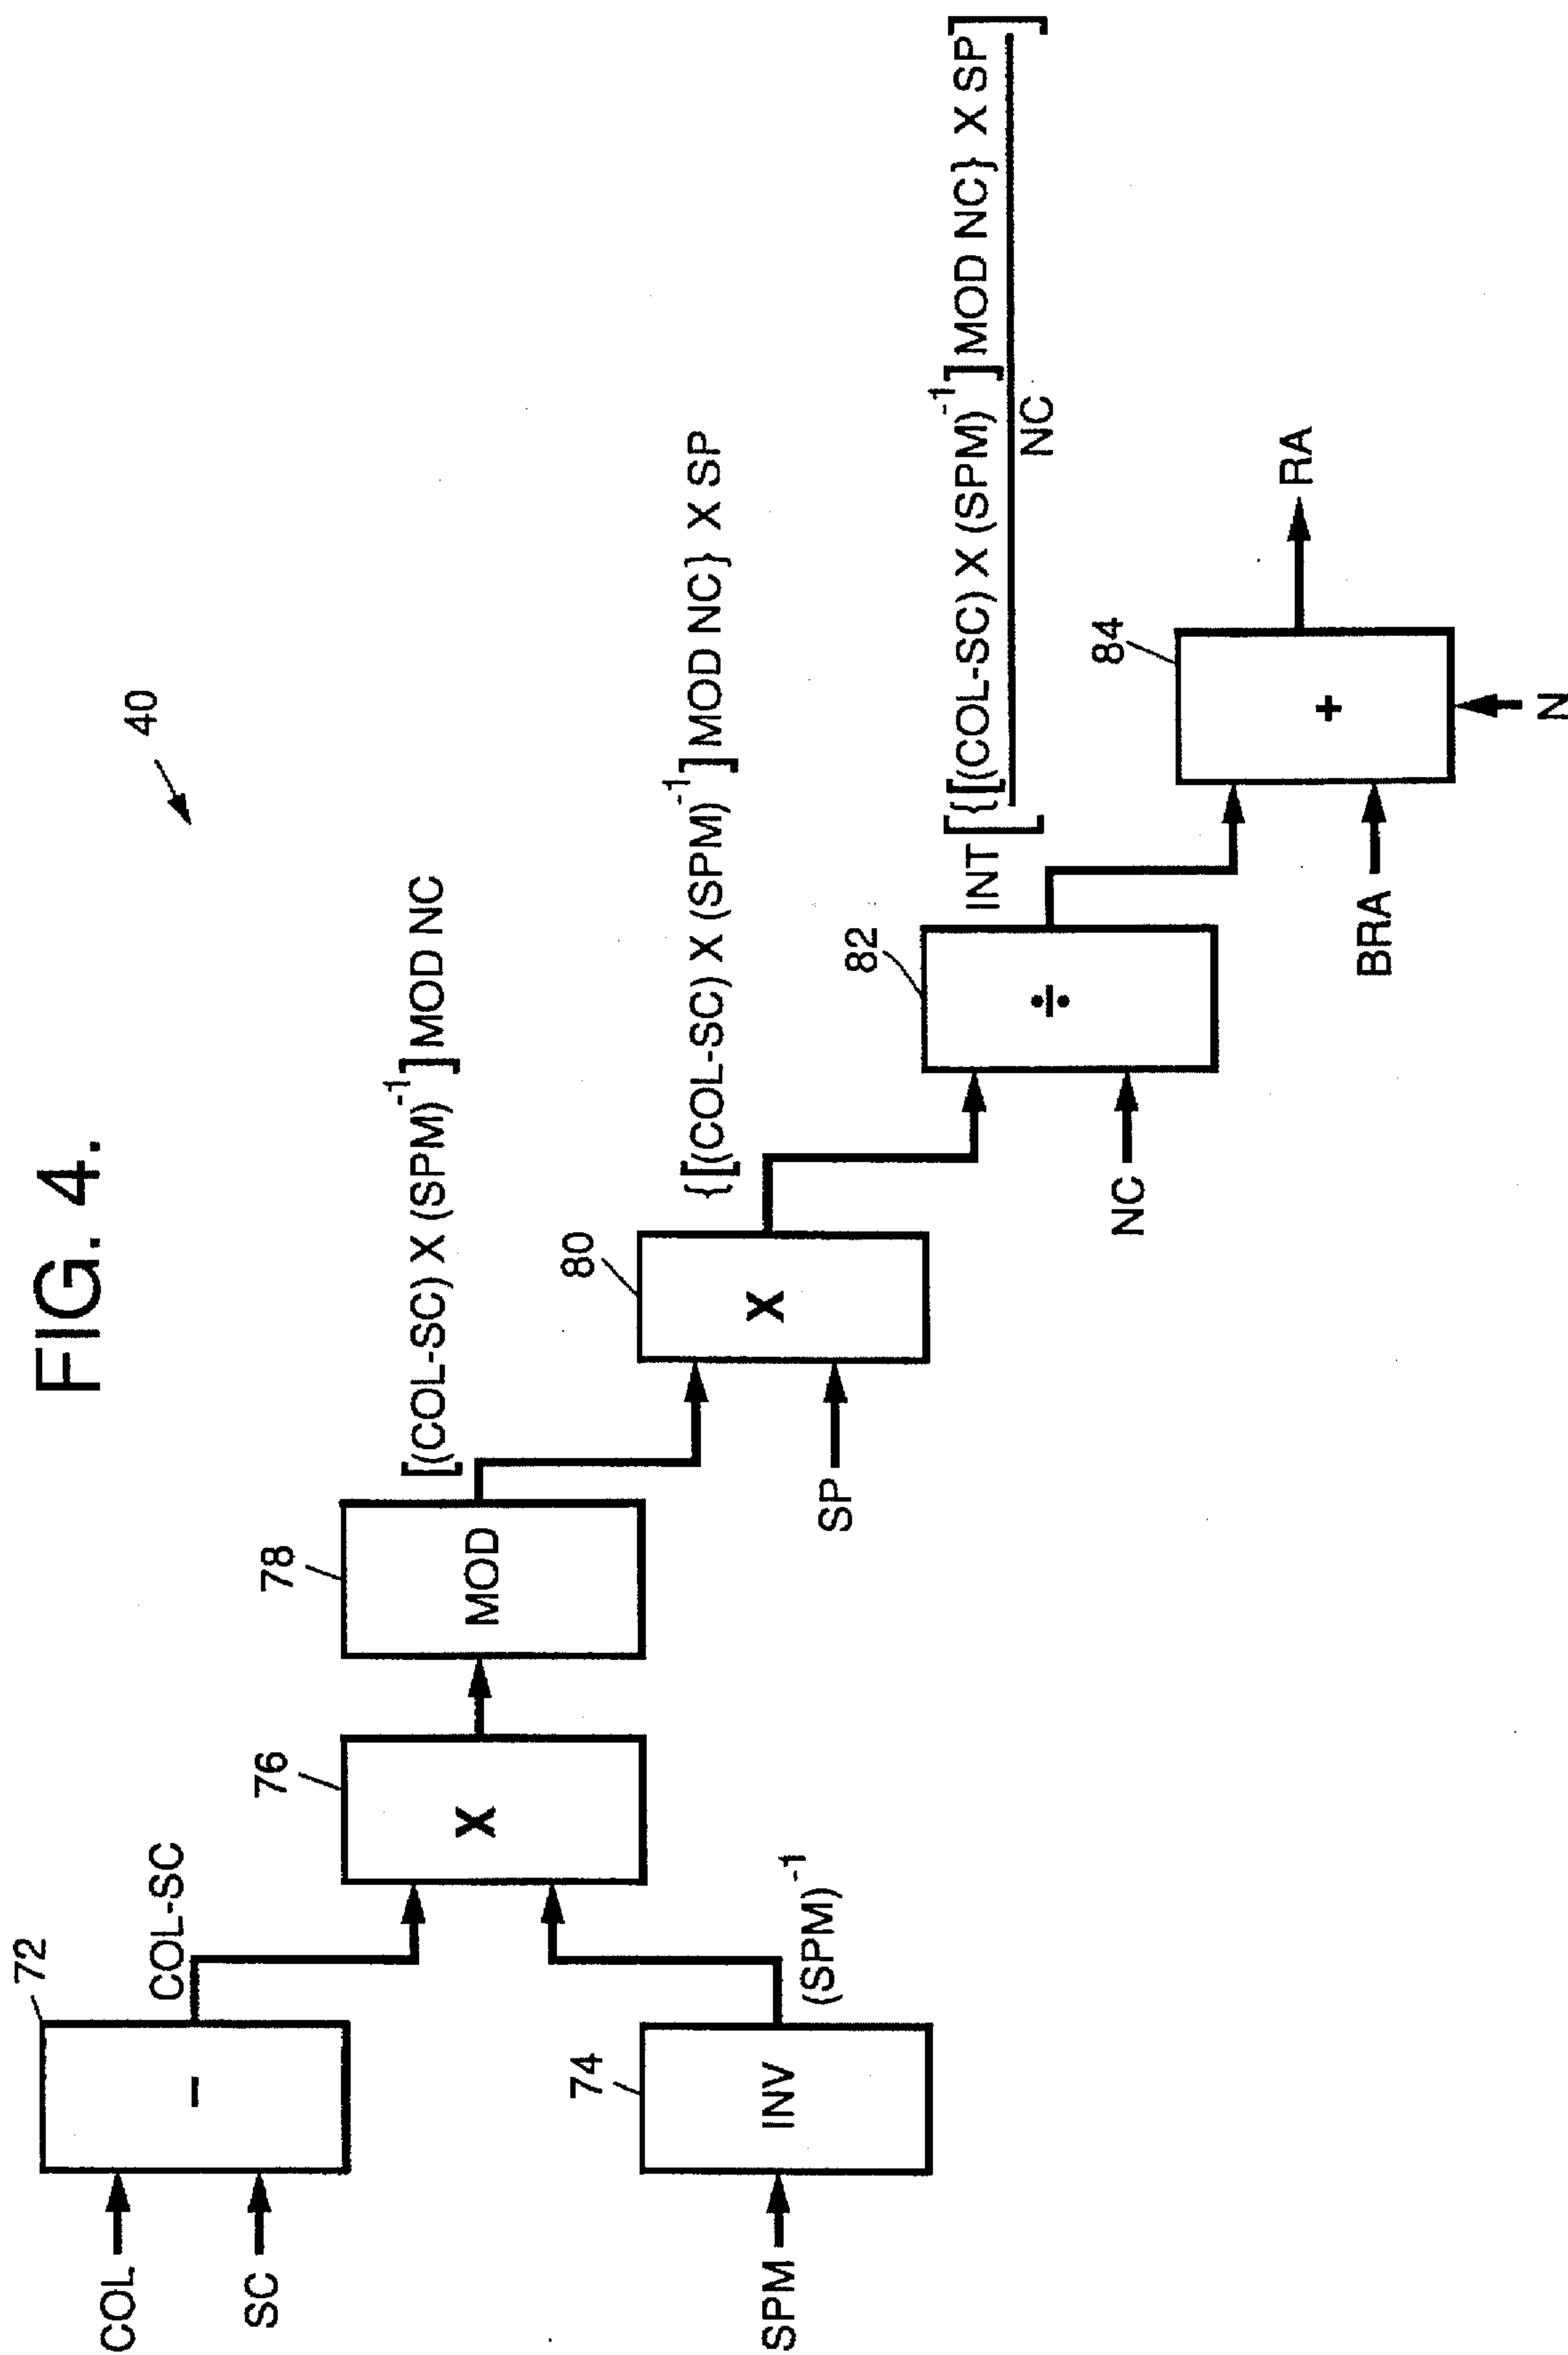 FIG. 4.
40
72
COL
COL-SC
−
SC
76
78
[(COL-SC) X (SPM)⁻¹] MOD NC
X
MOD
74
80
{[(COL-SC) X (SPM)⁻¹] MOD NC} X SP
SPM
INV
(SPM)⁻¹
X
SP
82
INT [{[(COL-SC) X (SPM)⁻¹] MOD NC} X SP]
NC
÷
NC
84
+
RA
BRA
N